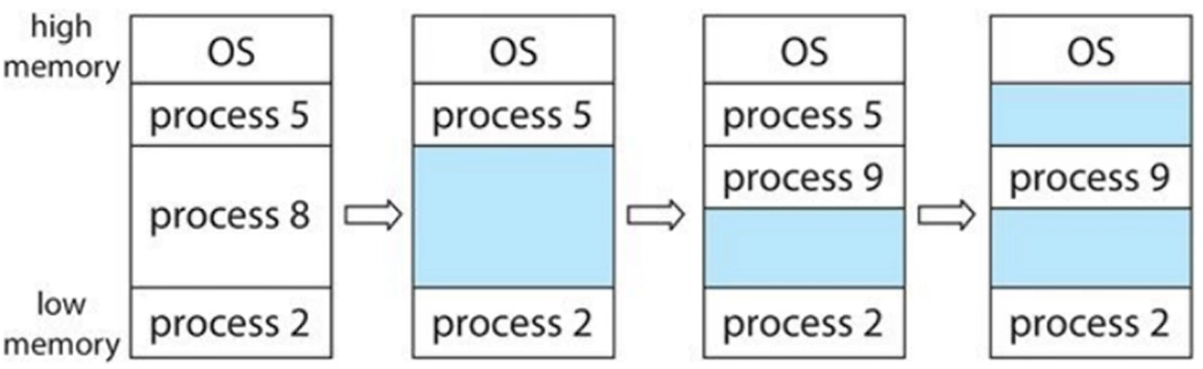 high
memory
OS
process 5
process 8
low
memory
process 2
OS
process 5
process 2
OS
process 5
process 9
process 2
OS
process 9
process 2